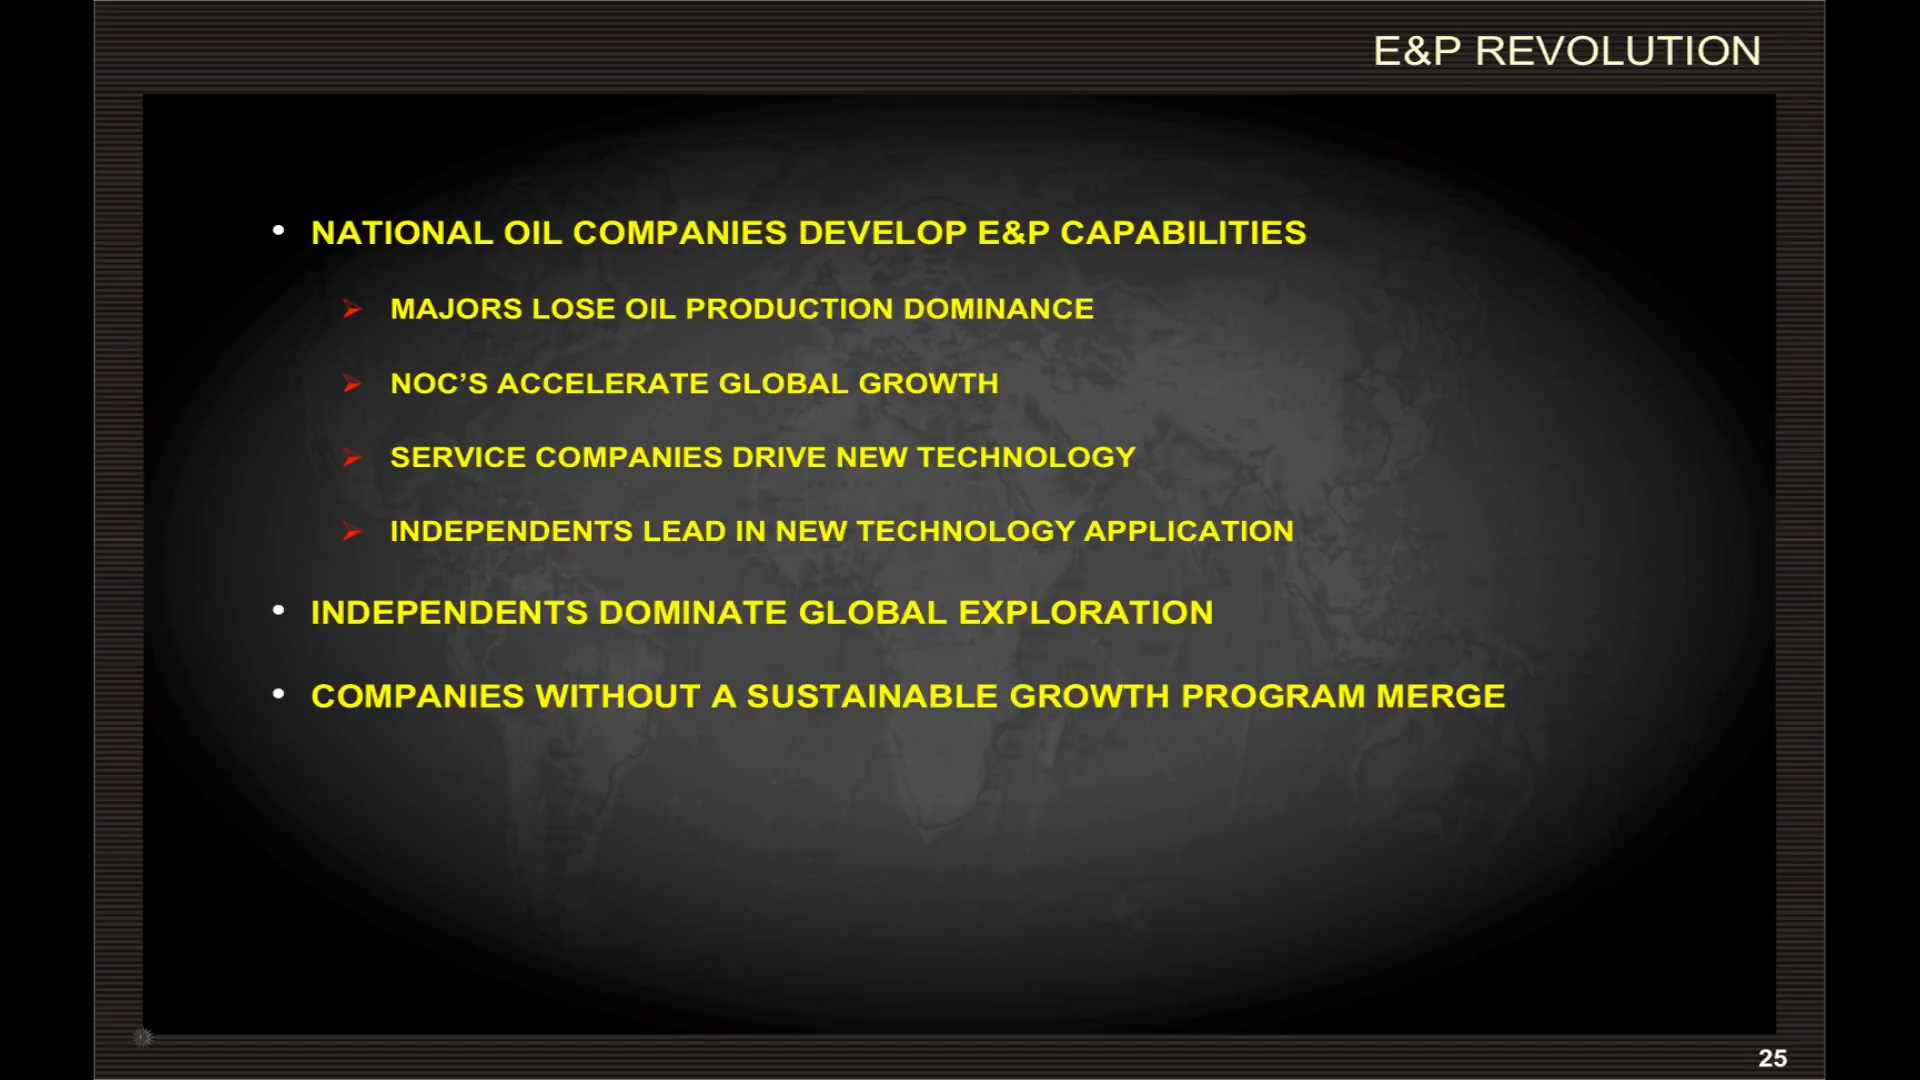 E&P REVOLUTION
• NATIONAL OIL COMPANIES DEVELOP E&P CAPABILITIES
➢ MAJORS LOSE OIL PRODUCTION DOMINANCE
➢ NOC’S ACCELERATE GLOBAL GROWTH
➢ SERVICE COMPANIES DRIVE NEW TECHNOLOGY
➢ INDEPENDENTS LEAD IN NEW TECHNOLOGY APPLICATION
• INDEPENDENTS DOMINATE GLOBAL EXPLORATION
• COMPANIES WITHOUT A SUSTAINABLE GROWTH PROGRAM MERGE
25